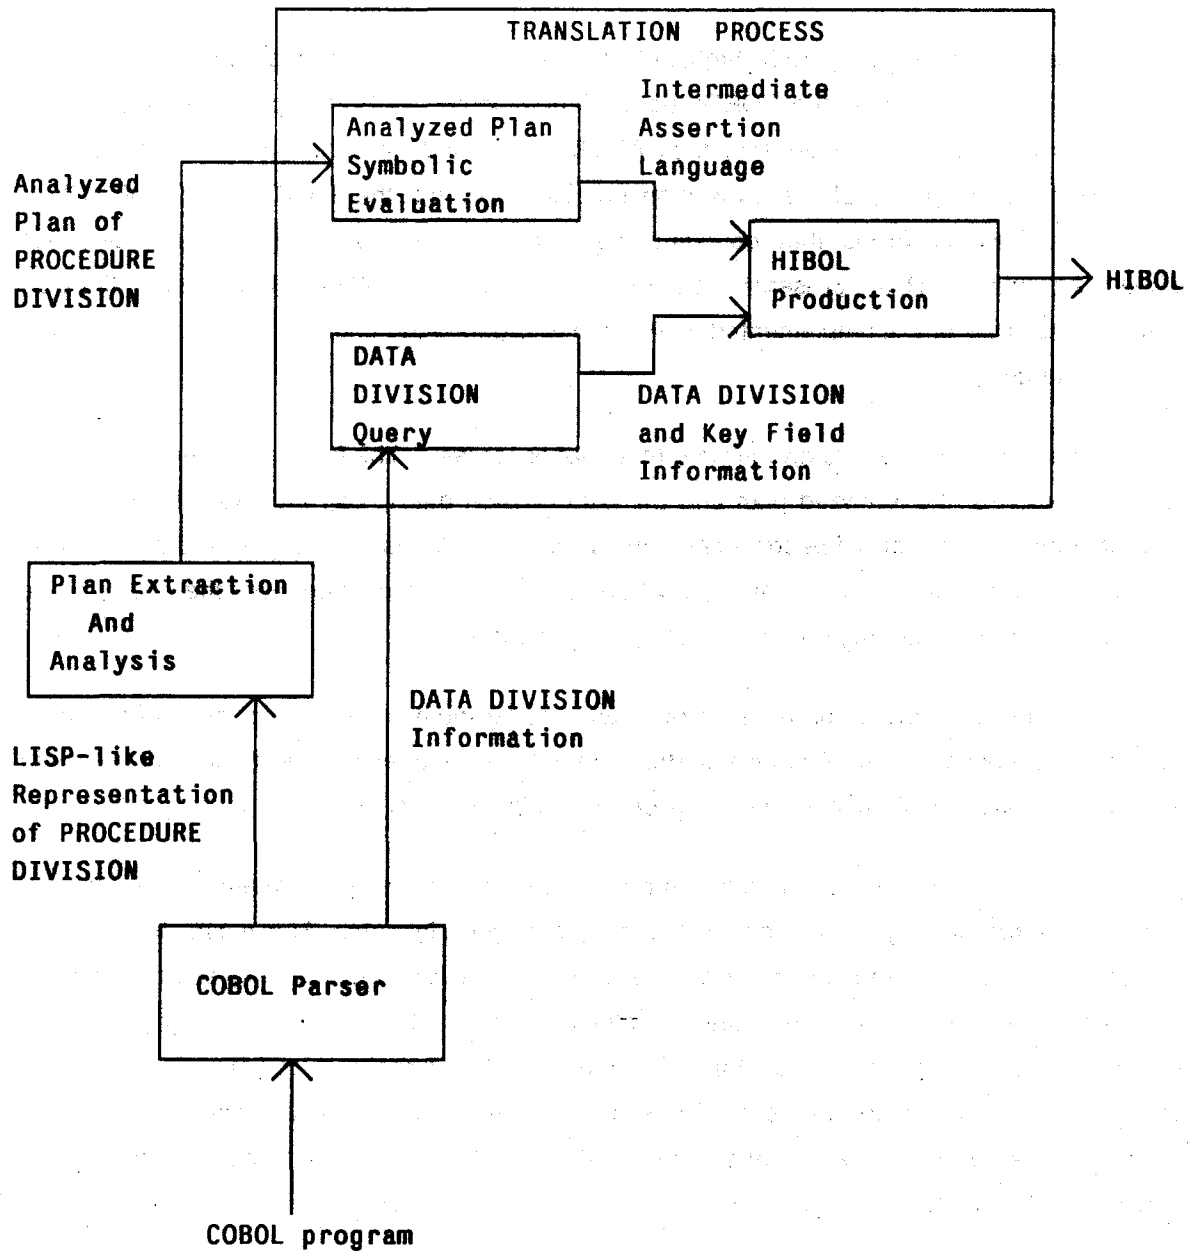 TRANSLATION PROCESS
Intermediate
Assertion
Language
Analyzed Plan
Symbolic
Evaluation
Analyzed
Plan of
PROCEDURE
DIVISION
HIBOL
Production
HIBOL
DATA
DIVISION
Query
DATA DIVISION
and Key Field
Information
Plan Extraction
And
Analysis
DATA DIVISION
Information
LISP-like
Representation
of PROCEDURE
DIVISION
COBOL Parser
COBOL program